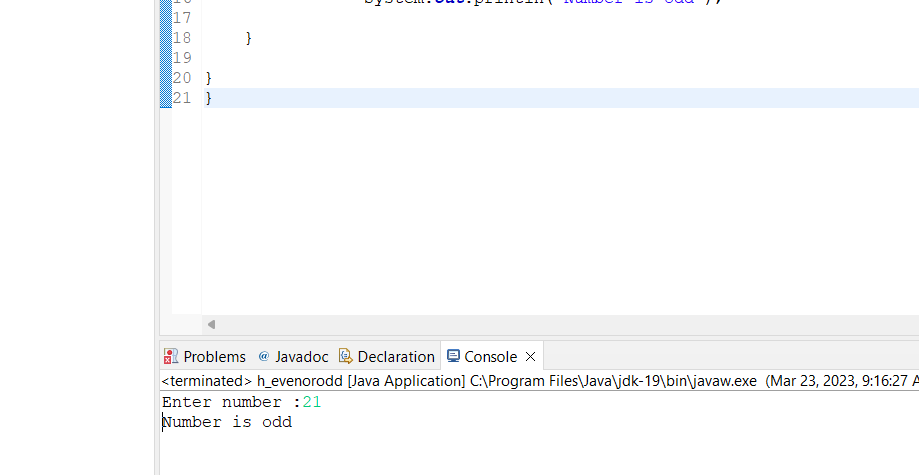 System.out.println("Number is odd");
17
18 }
19
20 }
21 }
Problems @ Javadoc Declaration Console
<terminated> h_evenorodd [Java Application] C:\Program Files\Java\jdk-19\bin\javaw.exe (Mar 23, 2023, 9:16:27 A
Enter number :21
Number is odd